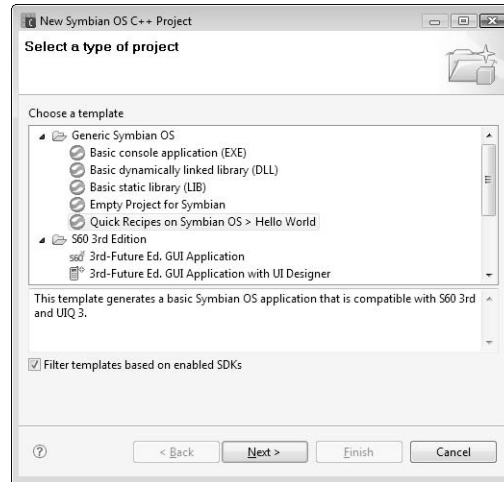 New Symbian OS C++ Project
Select a type of project
Choose a template
Generic Symbian OS
Basic console application (EXE)
Basic dynamically linked library (DLL)
Basic static library (LIB)
Empty Project for Symbian
Quick Recipes on Symbian OS > Hello World
S60 3rd Edition
3rd-Future Ed. GUI Application
3rd-Future Ed. GUI Application with UI Designer
This template generates a basic Symbian OS application that is compatible with S60 3rd
and UIQ 3.
Filter templates based on enabled SDKs
? < Back Next > Finish Cancel